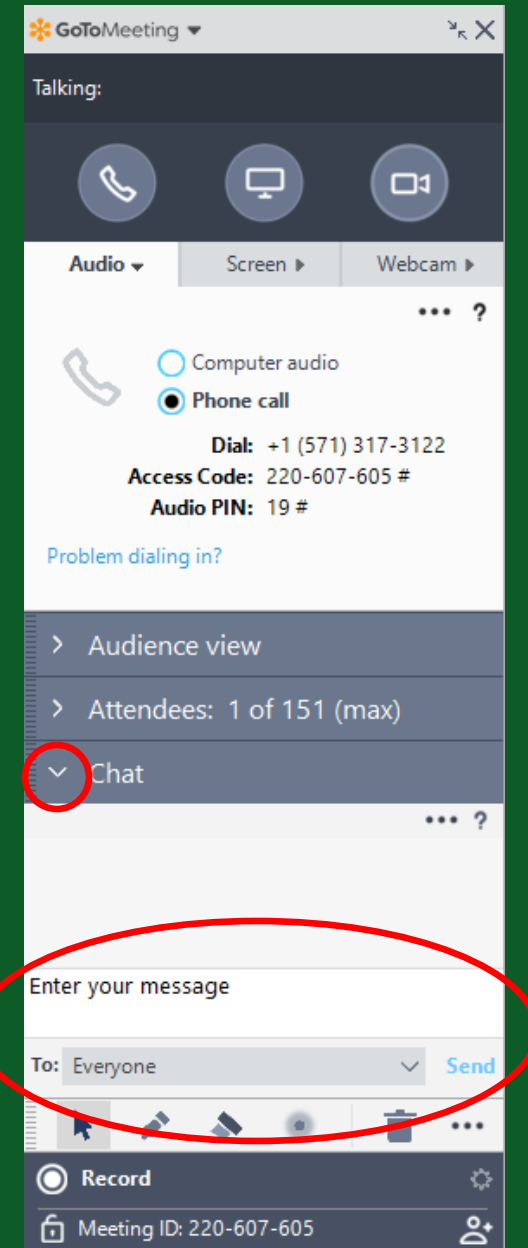 GoToMeeting
Talking:
Audio Screen Webcam
... ?
Computer audio
Phone call
Dial: +1 (571) 317-3122
Access Code: 220-607-605 #
Audio PIN: 19 #
Problem dialing in?
Audience view
Attendees: 1 of 151 (max)
Chat
... ?
Enter your message
To: Everyone Send
...
Record
Meeting ID: 220-607-605